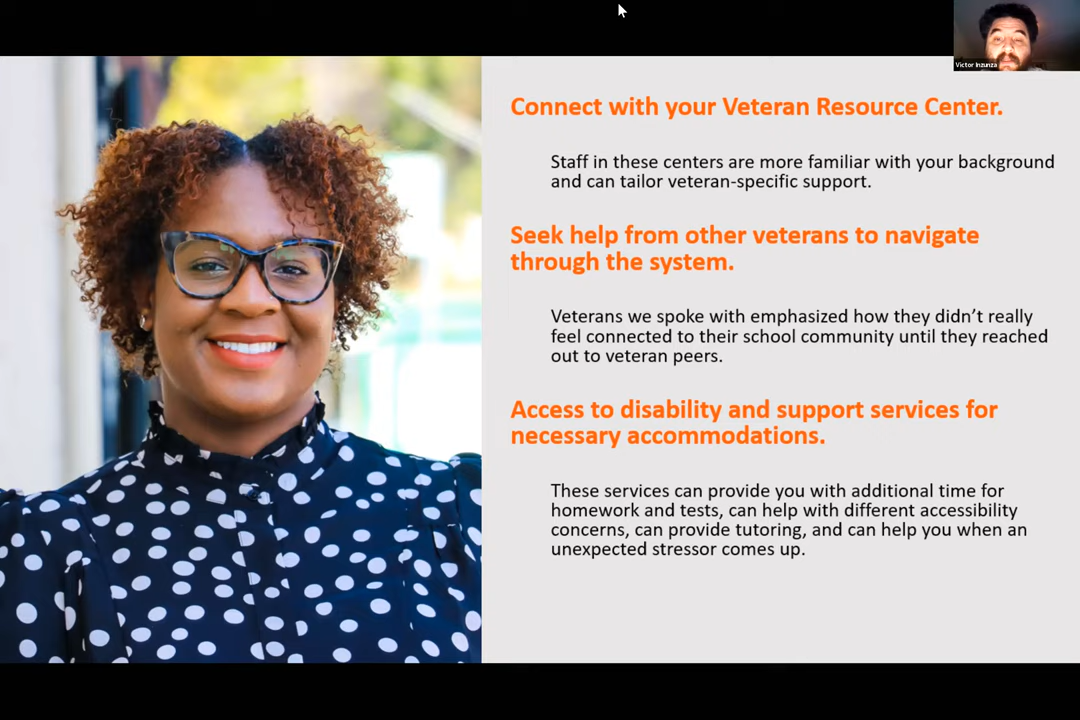 Victor Inzunza
Connect with your Veteran Resource Center.
Staff in these centers are more familiar with your background
and can tailor veteran-specific support.
Seek help from other veterans to navigate
through the system.
Veterans we spoke with emphasized how they didn’t really
feel connected to their school community until they reached
out to veteran peers.
Access to disability and support services for
necessary accommodations.
These services can provide you with additional time for
homework and tests, can help with different accessibility
concerns, can provide tutoring, and can help you when an
unexpected stressor comes up.